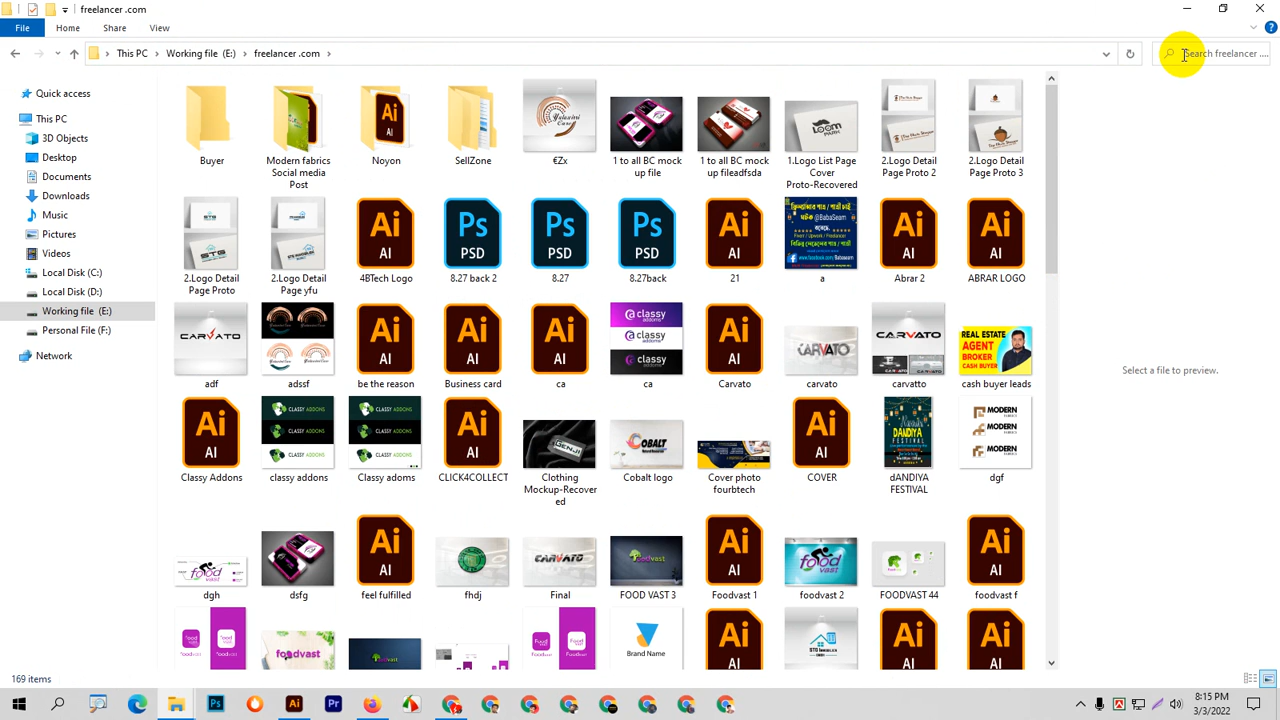 freelancer .com
File
Home
Share
View
This PC
Working file (E:)
freelancer .com
Search freelancer ....
Quick access
This PC
3D Objects
Desktop
Documents
Downloads
Music
Pictures
Videos
Local Disk (C:)
Local Disk (D:)
Working file (E:)
Personal File (F:)
Network
Buyer
Modern fabrics
Social media
Post
Noyon
SellZone
€Zx
1 to all BC mock
up file
1 to all BC mock
up fileadfsda
1.Logo List Page
Cover
Proto-Recovered
2.Logo Detail
Page Proto 2
2.Logo Detail
Page Proto 3
2.Logo Detail
Page Proto
2.Logo Detail
Page yfu
4BTech Logo
8.27 back 2
8.27
8.27back
21
a
Abrar 2
ABRAR LOGO
adf
adssf
be the reason
Business card
ca
ca
Carvato
carvato
carvatto
cash buyer leads
Classy Addons
classy addons
Classy adoms
CLICK4COLLECT
Clothing
Mockup-Recover
ed
Cobalt logo
Cover photo
fourbtech
COVER
dANDIYA
FESTIVAL
dgf
dgh
dsfg
feel fulfilled
fhdj
Final
FOOD VAST 3
Foodvast 1
foodvast 2
FOODVAST 44
foodvast f
Select a file to preview.
169 items
8:15 PM
3/3/2022